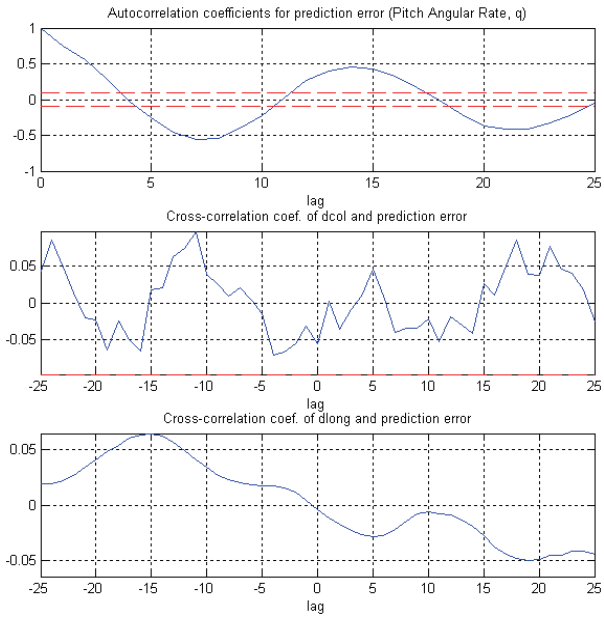 Autocorrelation coefficients for prediction error (Pitch Angular Rate, q)
1
0.5
0
-0.5
-1
0 5 10 15 20 25
lag
Cross-correlation coef. of dcol and prediction error
0.05
0
-0.05
-25 -20 -15 -10 -5 0 5 10 15 20 25
lag
Cross-correlation coef. of dlong and prediction error
0.05
0
-0.05
-25 -20 -15 -10 -5 0 5 10 15 20 25
lag